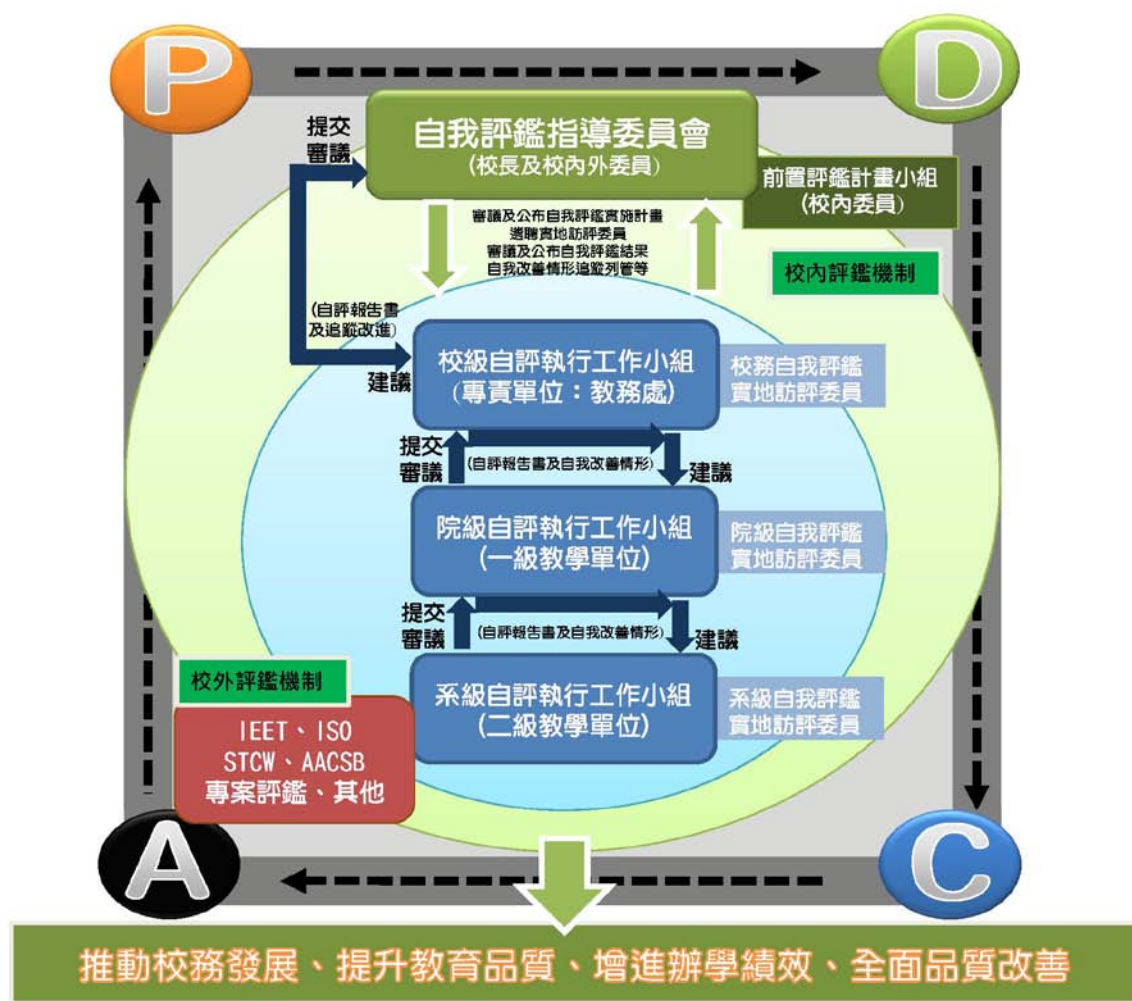 P
D
提交
審議
自我評鑑指導委員會
(校長及校內外委員)
前置評鑑計畫小組
(校內委員)
審議及公布自我評鑑實施計畫
遴聘實地訪評委員
審議及公布自我評鑑結果
自我改善情形追蹤列管等
校內評鑑機制
(自評報告書
及追蹤改進)
建議
校級自評執行工作小組
(專責單位：教務處)
校務自我評鑑
實地訪評委員
提交
審議
(自評報告書及自我改善情形)
建議
院級自評執行工作小組
(一級教學單位)
院級自我評鑑
實地訪評委員
提交
審議
(自評報告書及自我改善情形)
建議
校外評鑑機制
系級自評執行工作小組
(二級教學單位)
系級自我評鑑
實地訪評委員
IEET、ISO
STCW、AACSB
專案評鑑、其他
A
C
推動校務發展、提升教育品質、增進辦學績效、全面品質改善